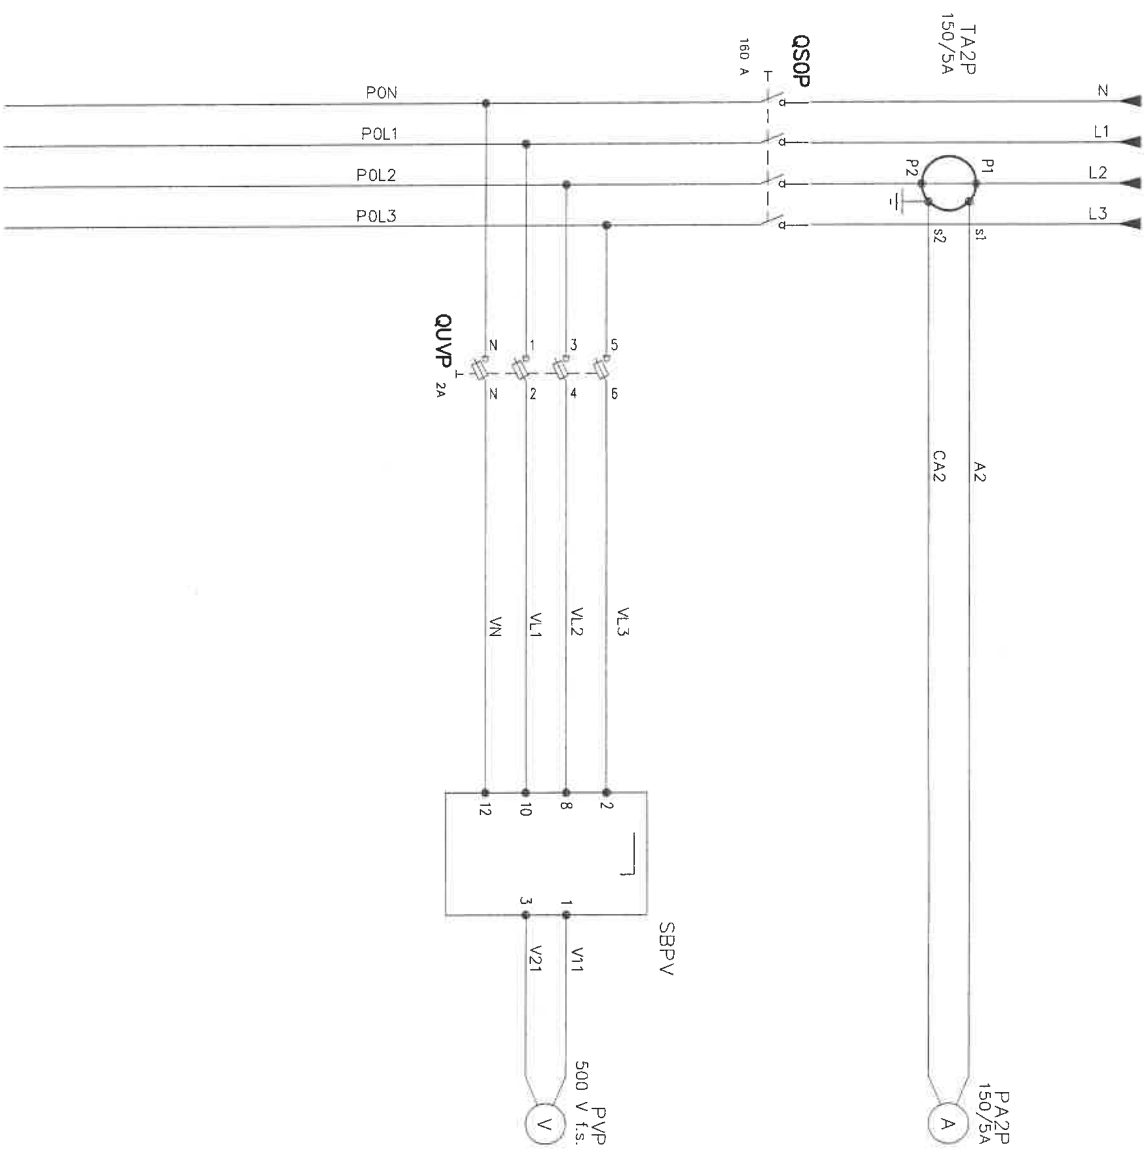 TA2P
150/5A
QS0P
160 A
N
L1
L2
L3
P0N
P0L1
P0L2
P0L3
P1
P2
s1
s2
QUVP
2A
N
1
3
5
N
2
4
6
A2
CA2
VN
VL1
VL2
VL3
12
10
8
2
3
1
SBPV
V21
V11
PVP
500 V f.s.
V
PA2P
150/5A
A